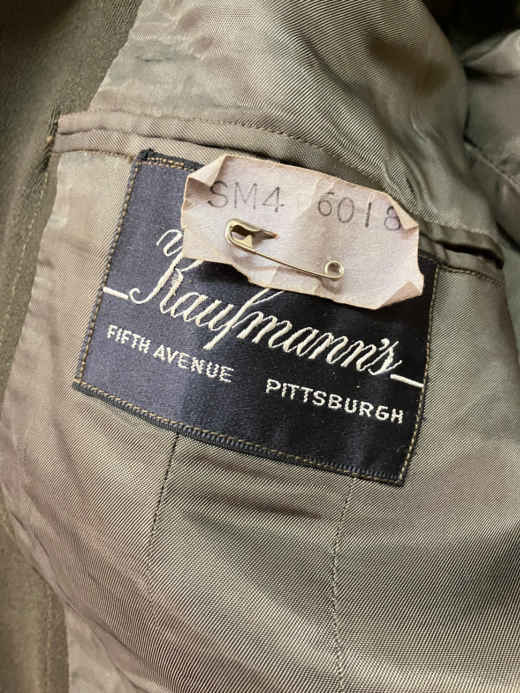 SM4 6018
Kaufmann's
FIFTH AVENUE PITTSBURGH